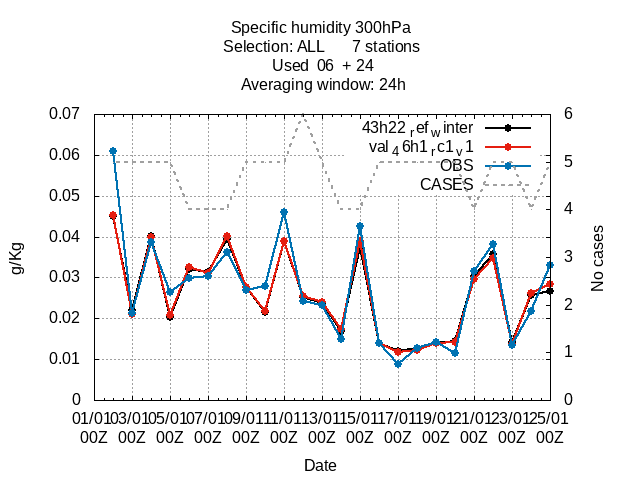 Specific humidity 300hPa
Selection: ALL 7 stations
Used 06 + 24
Averaging window: 24h
43h22ref_winter
val46h1rc1v1
OBS
CASES
0.07
0.06
0.05
0.04
0.03
0.02
0.01
0
g/Kg
6
5
4
3
2
1
0
No cases
01/01 03/01 05/01 07/01 09/01 11/01 13/01 15/01 17/01 19/01 21/01 23/01 25/01
00Z 00Z 00Z 00Z 00Z 00Z 00Z 00Z 00Z 00Z 00Z 00Z 00Z
Date